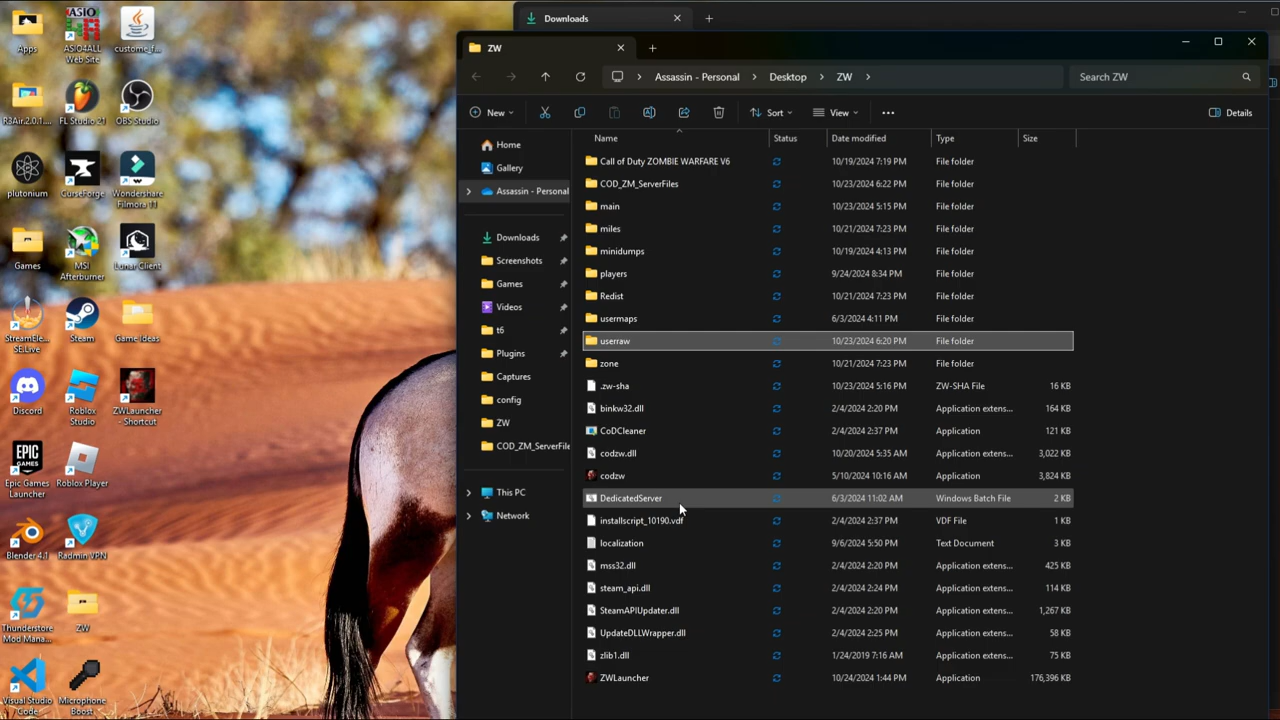 Apps
ASIO4ALL Web Site
custome_f...
R3Air.2.0.1....
FL Studio 21
OBS Studio
plutonium
CurseForge
Wondershare Filmora 11
Games
MSI Afterburner
Lunar Client
StreamEle... SE.Live
Steam
Game Ideas
Discord
Roblox Studio
ZWLauncher - Shortcut
Epic Games Launcher
Roblox Player
Blender 4.1
Radmin VPN
Thunderstore Mod Mana...
ZW
Visual Studio Code
Microphone Boost
Downloads
ZW
Assassin - Personal > Desktop > ZW >
Search ZW
New
Sort
View
Details
Home
Gallery
Assassin - Personal
Downloads
Screenshots
Games
Videos
t6
Plugins
Captures
config
ZW
COD_ZM_ServerFile
This PC
Network
Name Status Date modified Type Size
Call of Duty ZOMBIE WARFARE V6 10/19/2024 7:19 PM File folder
COD_ZM_ServerFiles 10/23/2024 6:22 PM File folder
main 10/23/2024 5:15 PM File folder
miles 10/21/2024 7:23 PM File folder
minidumps 10/19/2024 4:13 PM File folder
players 9/24/2024 8:34 PM File folder
Redist 10/21/2024 7:23 PM File folder
usermaps 6/3/2024 4:11 PM File folder
userraw 10/23/2024 6:20 PM File folder
zone 10/21/2024 7:23 PM File folder
.zw-sha 10/23/2024 5:16 PM ZW-SHA File 16 KB
binkw32.dll 2/4/2024 2:20 PM Application extens... 164 KB
CoDCleaner 2/4/2024 2:37 PM Application 121 KB
codzw.dll 10/20/2024 5:35 AM Application extens... 3,022 KB
codzw 5/10/2024 10:16 AM Application 3,824 KB
DedicatedServer 6/3/2024 11:02 AM Windows Batch File 2 KB
installscript_10190.vdf 2/4/2024 2:37 PM VDF File 1 KB
localization 9/6/2024 5:50 PM Text Document 3 KB
mss32.dll 2/4/2024 2:20 PM Application extens... 425 KB
steam_api.dll 2/4/2024 2:24 PM Application extens... 114 KB
SteamAPIUpdater.dll 2/4/2024 2:20 PM Application extens... 1,267 KB
UpdateDLLWrapper.dll 2/4/2024 2:25 PM Application extens... 58 KB
zlib1.dll 1/24/2019 7:16 AM Application extens... 75 KB
ZWLauncher 10/24/2024 1:44 PM Application 176,396 KB